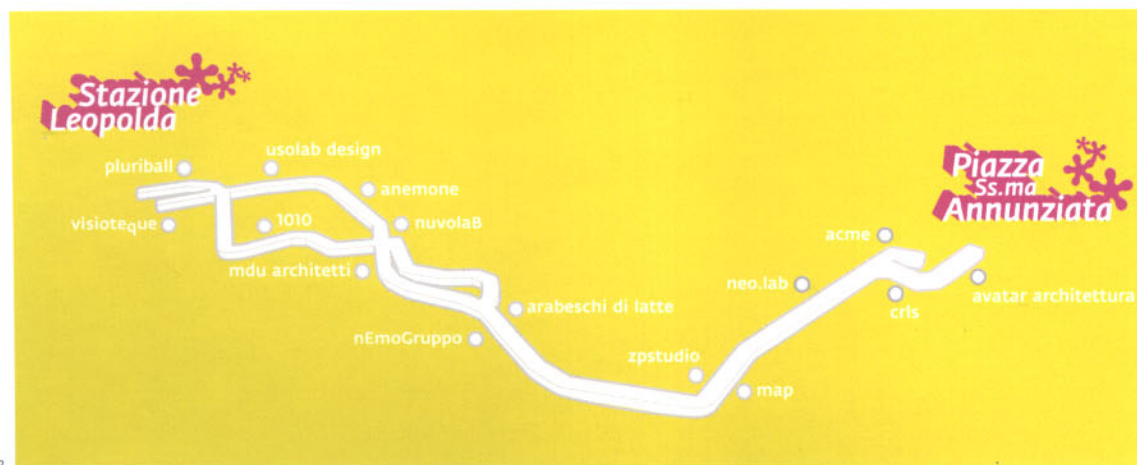 Stazione
Leopolda
pluriball
usolab design
anemone
visioteque
1010
nuvolaB
mdu architetti
arabeschi di latte
nEmoGruppo
zpstudio
map
neo.lab
acme
crls
avatar architettura
Piazza
Ss.ma
Annunziata